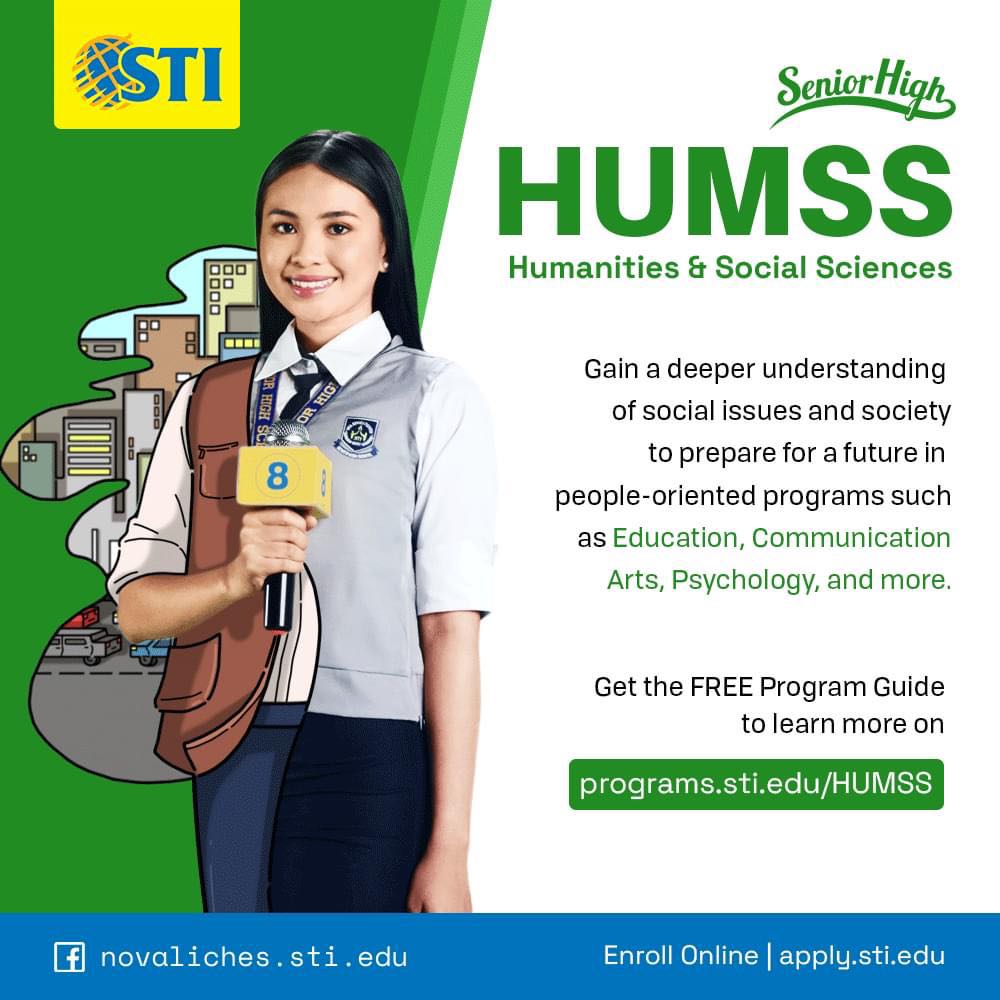 STI
Senior High
HUMSS
Humanities & Social Sciences
Gain a deeper understanding
of social issues and society
to prepare for a future in
people-oriented programs such
as Education, Communication
Arts, Psychology, and more.
Get the FREE Program Guide
to learn more on
programs.sti.edu/HUMSS
8
8
novaliches.sti.edu
Enroll Online | apply.sti.edu